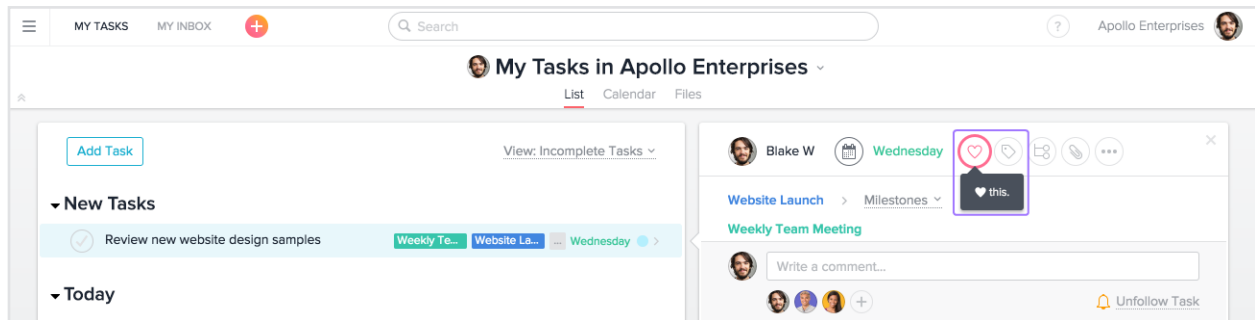 MY TASKS MY INBOX Search ? Apollo Enterprises
My Tasks in Apollo Enterprises
List Calendar Files
Add Task View: Incomplete Tasks
New Tasks
Review new website design samples Weekly Te... Website La... ... Wednesday
Today
Blake W Wednesday
♥ this.
Website Launch > Milestones
Weekly Team Meeting
Write a comment...
Unfollow Task